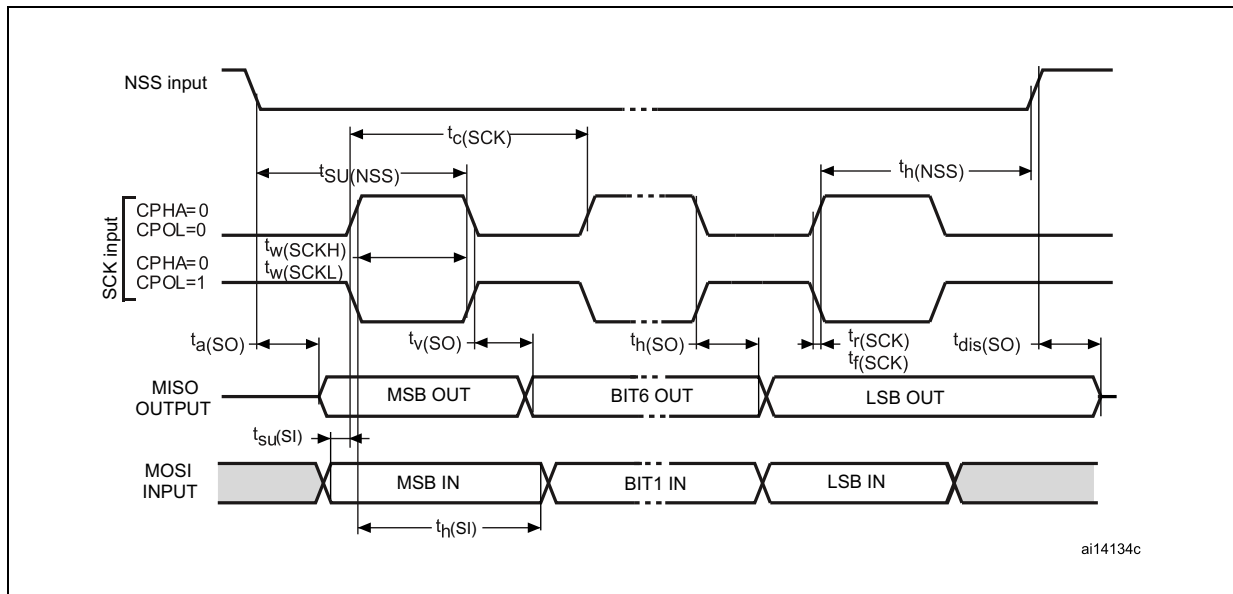 NSS input
tc(SCK)
tSU(NSS)
th(NSS)
SCK input
CPHA=0
CPOL=0
tw(SCKH)
CPHA=0
tw(SCKL)
CPOL=1
ta(SO)
tv(SO)
th(SO)
tr(SCK)
tf(SCK)
tdis(SO)
MISO
OUTPUT
MSB OUT
BIT6 OUT
LSB OUT
tsu(SI)
MOSI
INPUT
MSB IN
BIT1 IN
LSB IN
th(SI)
ai14134c